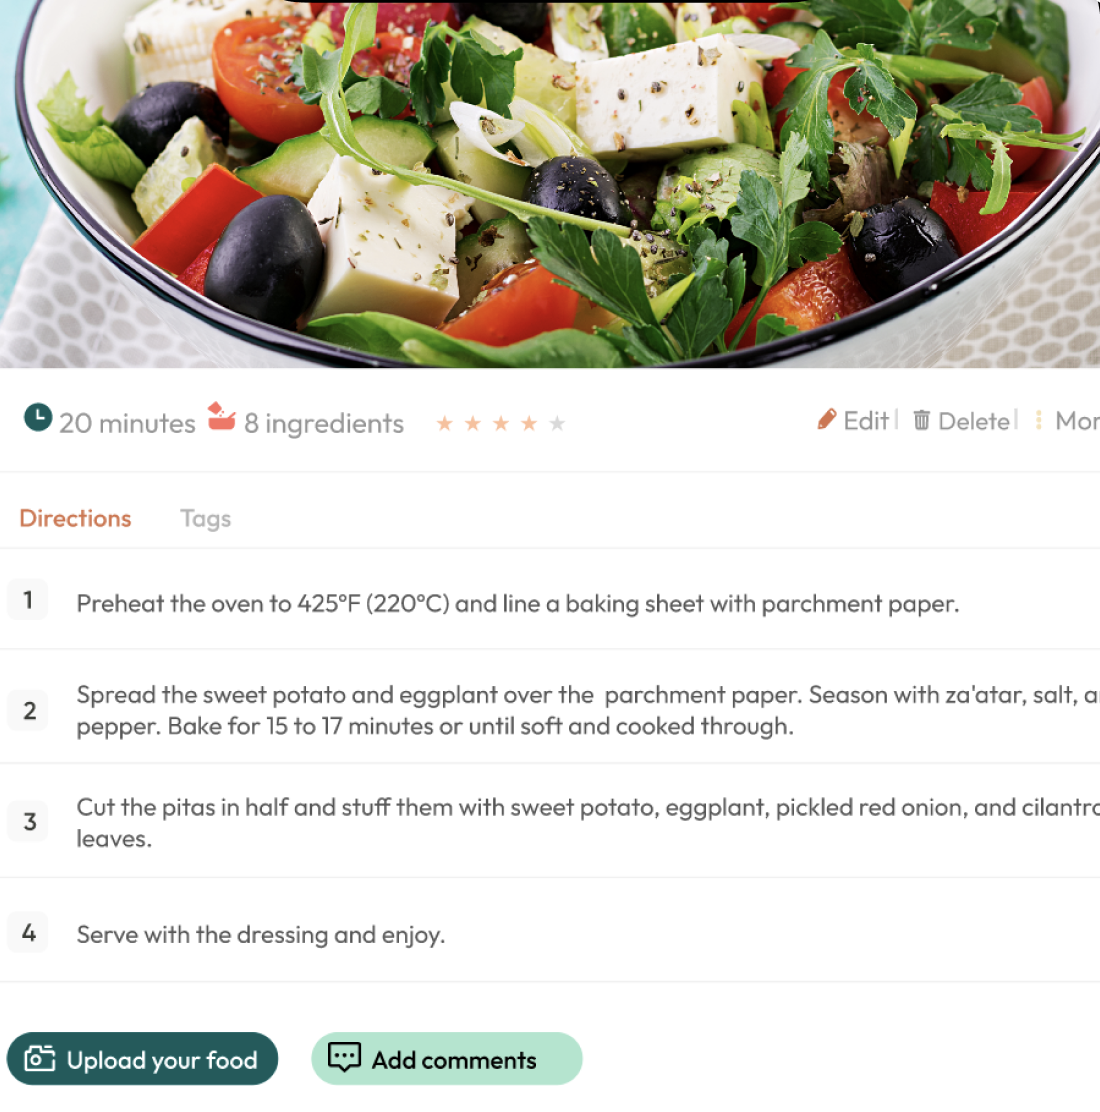 20 minutes 8 ingredients Edit Delete Mor
Directions Tags
1 Preheat the oven to 425°F (220°C) and line a baking sheet with parchment paper.
2 Spread the sweet potato and eggplant over the parchment paper. Season with za'atar, salt, a
pepper. Bake for 15 to 17 minutes or until soft and cooked through.
3 Cut the pitas in half and stuff them with sweet potato, eggplant, pickled red onion, and cilantro
leaves.
4 Serve with the dressing and enjoy.
Upload your food Add comments